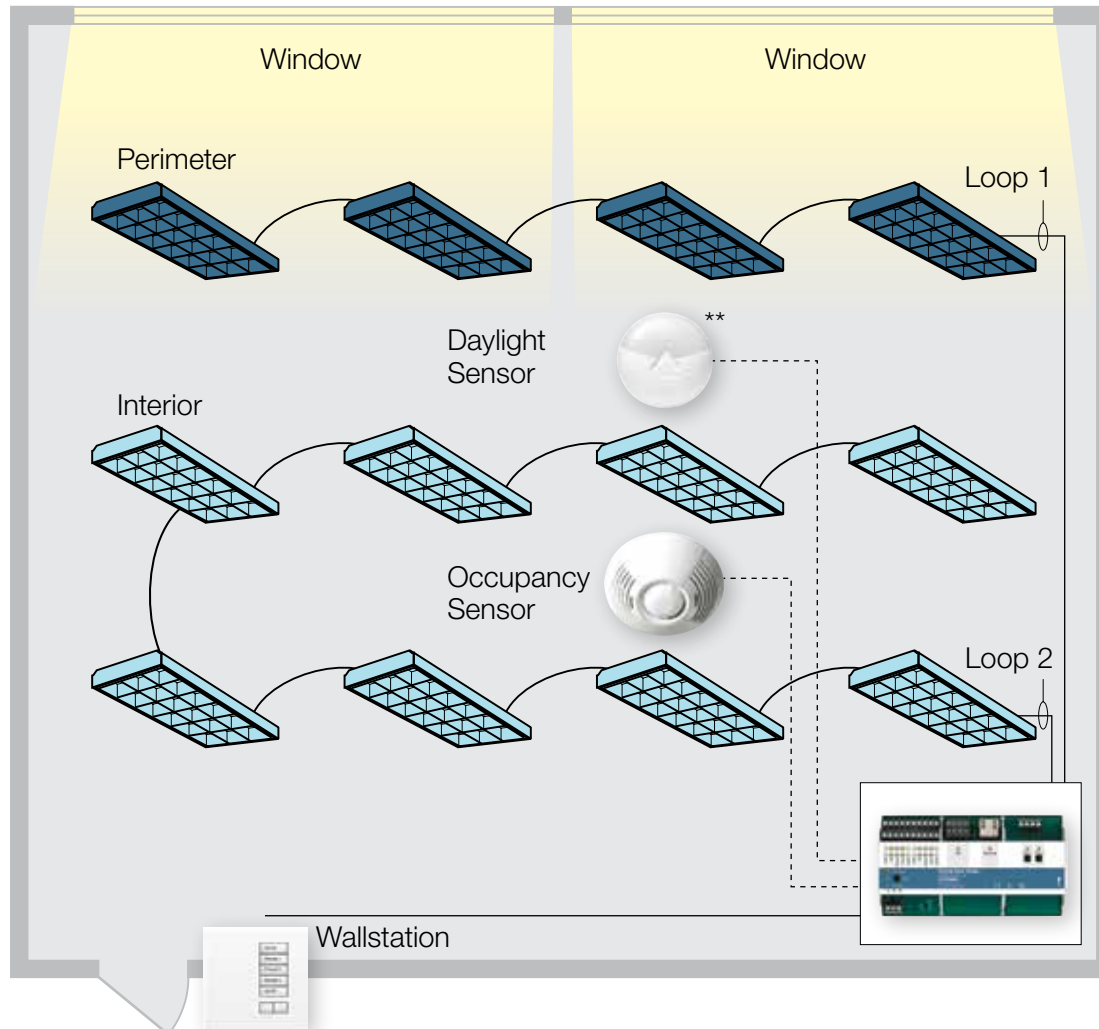 Window
Window
Perimeter
Loop 1
**
Daylight
Sensor
Interior
Occupancy
Sensor
Loop 2
Wallstation